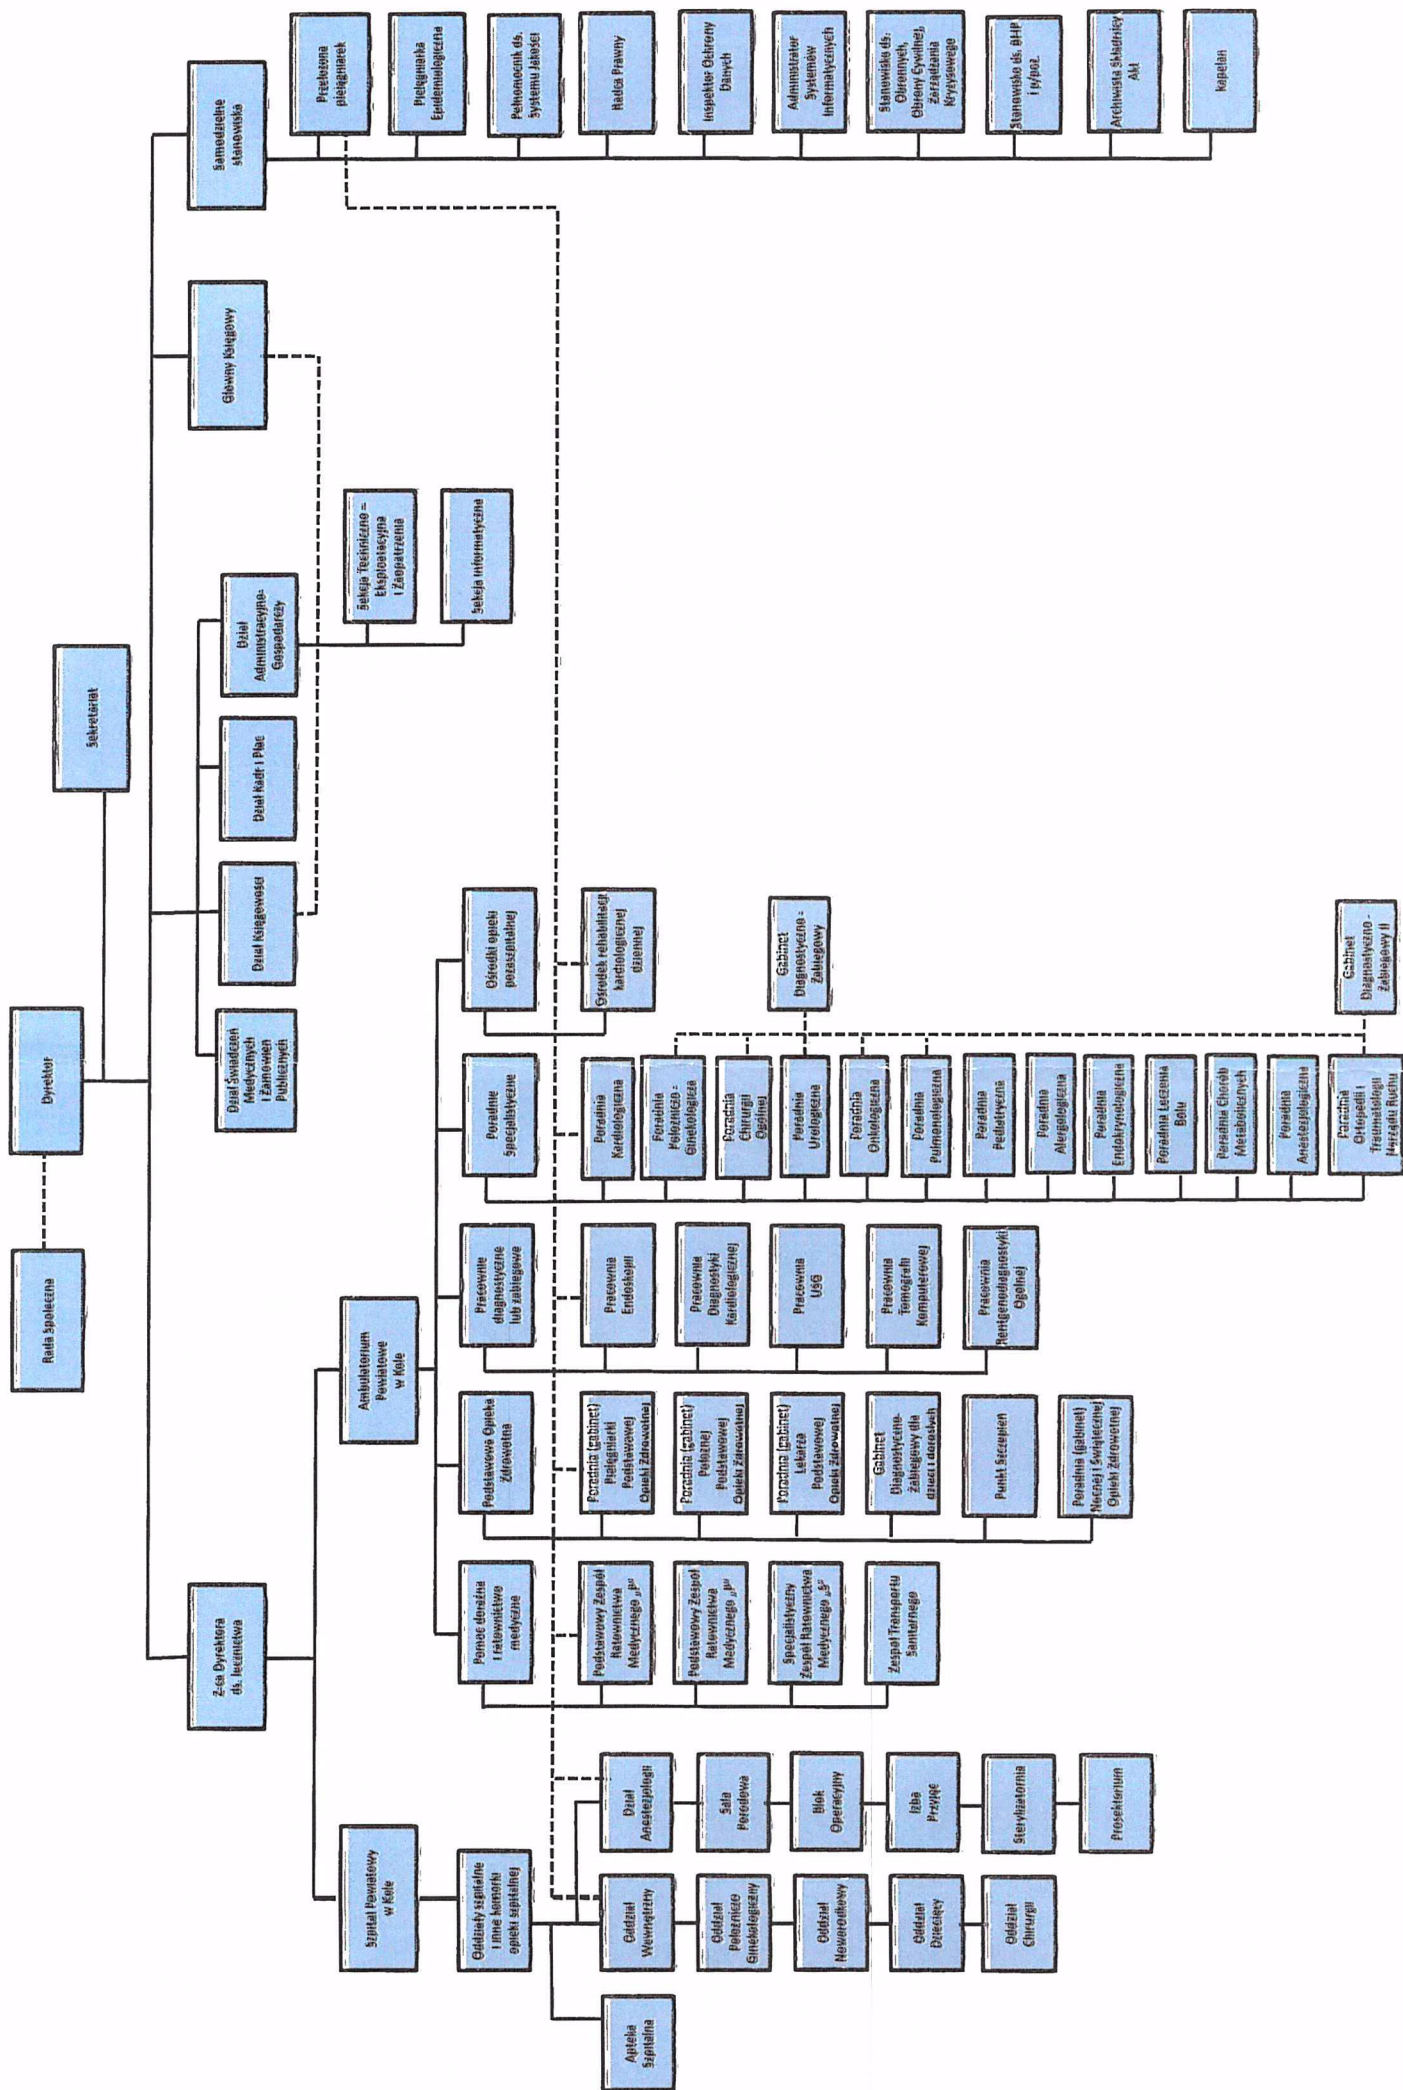 Dyrektor
Rada Społeczna
Sekretariat
Z-ca Dyrektora
ds. lecznictwa
Dział Świadczeń
Medycznych
i Zamówień
Publicznych
Dział Księgowości
Dział Kadr i Płac
Dział
Administracyjno-
Gospodarczy
Główny Księgowy
Samodzielne
stanowiska
Sekcja Techniczno –
Eksploatacyjna
i Zaopatrzenia
Sekcja Informatyczna
Przełożona
pielęgniarek
Pielęgniarka
Epidemiologiczna
Pełnomocnik ds.
Systemu Jakości
Radca Prawny
Inspektor Ochrony
Danych
Administrator
Systemów
Informatycznych
Stanowisko ds.
Obronnych,
Obrony Cywilnej,
Zarządzania
Kryzysowego
Stanowisko ds. BHP
i p/poż.
Archiwista Składnicy
Akt
kapelan
Szpital Powiatowy
w Kole
Ambulatorium
Powiatowe
w Kole
Oddziały szpitalne
i inne komórki
opieki szpitalnej
Apteka
Szpitalna
Oddział
Wewnętrzny
Oddział
Położniczo
Ginekologiczny
Oddział
Noworodkowy
Oddział
Dziecięcy
Oddział
Chirurgii
Dział
Anestezjologii
Sala
Porodowa
Blok
Operacyjny
Izba
Przyjęć
Sterylizatornia
Prosektorium
Pomoc doraźna
i ratownictwo
medyczne
Podstawowy Zespół
Ratownictwa
Medycznego „P”
Podstawowy Zespół
Ratownictwa
Medycznego „P”
Specjalistyczny
Zespół Ratownictwa
Medycznego „S”
Zespół Transportu
Sanitarnego
Podstawowa Opieka
Zdrowotna
Poradnia (gabinet)
Pielęgniarki
Podstawowej
Opieki Zdrowotnej
Poradnia (gabinet)
Położnej
Podstawowej
Opieki Zdrowotnej
Poradnia (gabinet)
Lekarza
Podstawowej
Opieki Zdrowotnej
Gabinet
Diagnostyczno-
Zabiegowy dla
dzieci i dorosłych
Punkt Szczepień
Poradnia (gabinet)
Nocnej i Świątecznej
Opieki Zdrowotnej
Pracownie
diagnostyczne
lub zabiegowe
Pracownia
Endoskopii
Pracownia
Diagnostyki
Kardiologicznej
Pracownia
USG
Pracownia
Tomografii
Komputerowej
Pracownia
Rentgenodiagnostyki
Ogólnej
Poradnie
Specjalistyczne
Poradnia
Kardiologiczna
Poradnia
Położniczo -
Ginekologiczna
Poradnia
Chirurgii
Ogólnej
Poradnia
Urologiczna
Poradnia
Onkologiczna
Poradnia
Pulmonologiczna
Poradnia
Pediatryczna
Poradnia
Alergologiczna
Poradnia
Endokrynologiczna
Poradnia Leczenia
Bólu
Poradnia Chorób
Metabolicznych
Poradnia
Anestezjologiczna
Poradnia
Ortopedii i
Traumatologii
Narządu Ruchu
Ośrodki opieki
pozaszpitalnej
Ośrodek rehabilitacji
kardiologicznej
dziennej
Gabinet
Diagnostyczno -
Zabiegowy
Gabinet
Diagnostyczno -
Zabiegowy II